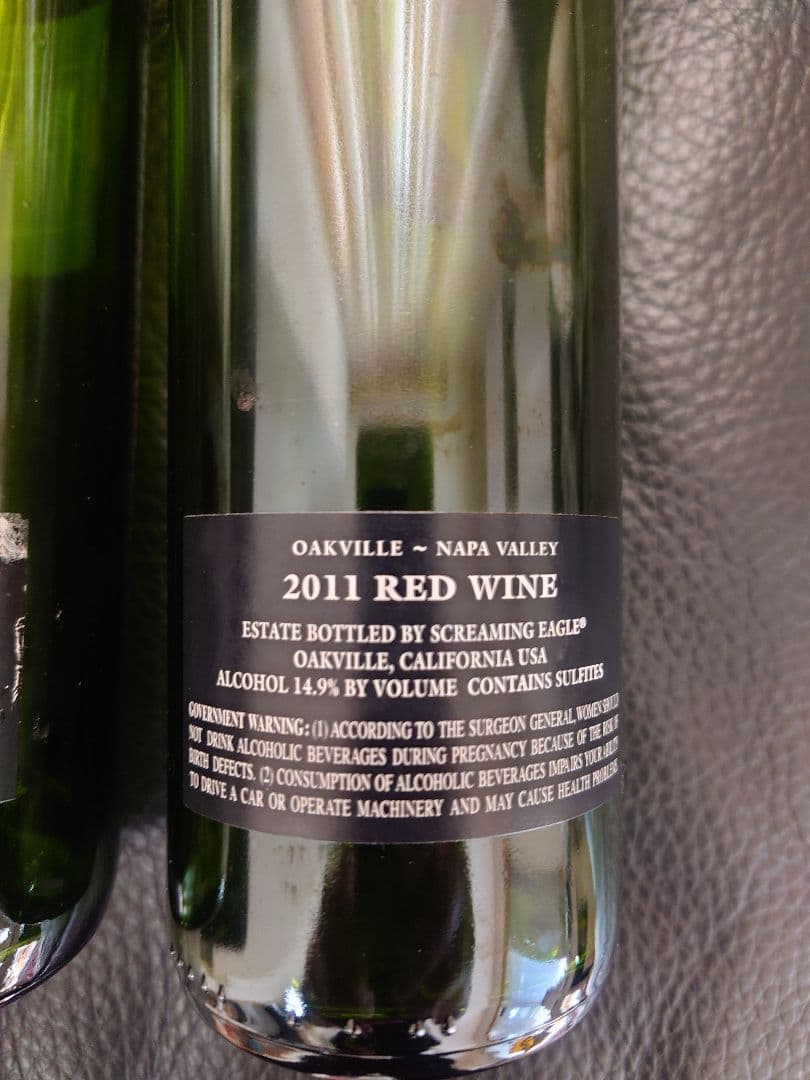 OAKVILLE ~ NAPA VALLEY
2011 RED WINE
ESTATE BOTTLED BY SCREAMING EAGLE®
OAKVILLE, CALIFORNIA USA
ALCOHOL 14.9% BY VOLUME CONTAINS SULFITES
GOVERNMENT WARNING: (1) ACCORDING TO THE SURGEON GENERAL, WOMEN SHOULD
NOT DRINK ALCOHOLIC BEVERAGES DURING PREGNANCY BECAUSE OF THE RISK OF
BIRTH DEFECTS. (2) CONSUMPTION OF ALCOHOLIC BEVERAGES IMPAIRS YOUR ABILITY
TO DRIVE A CAR OR OPERATE MACHINERY AND MAY CAUSE HEALTH PROBLEMS